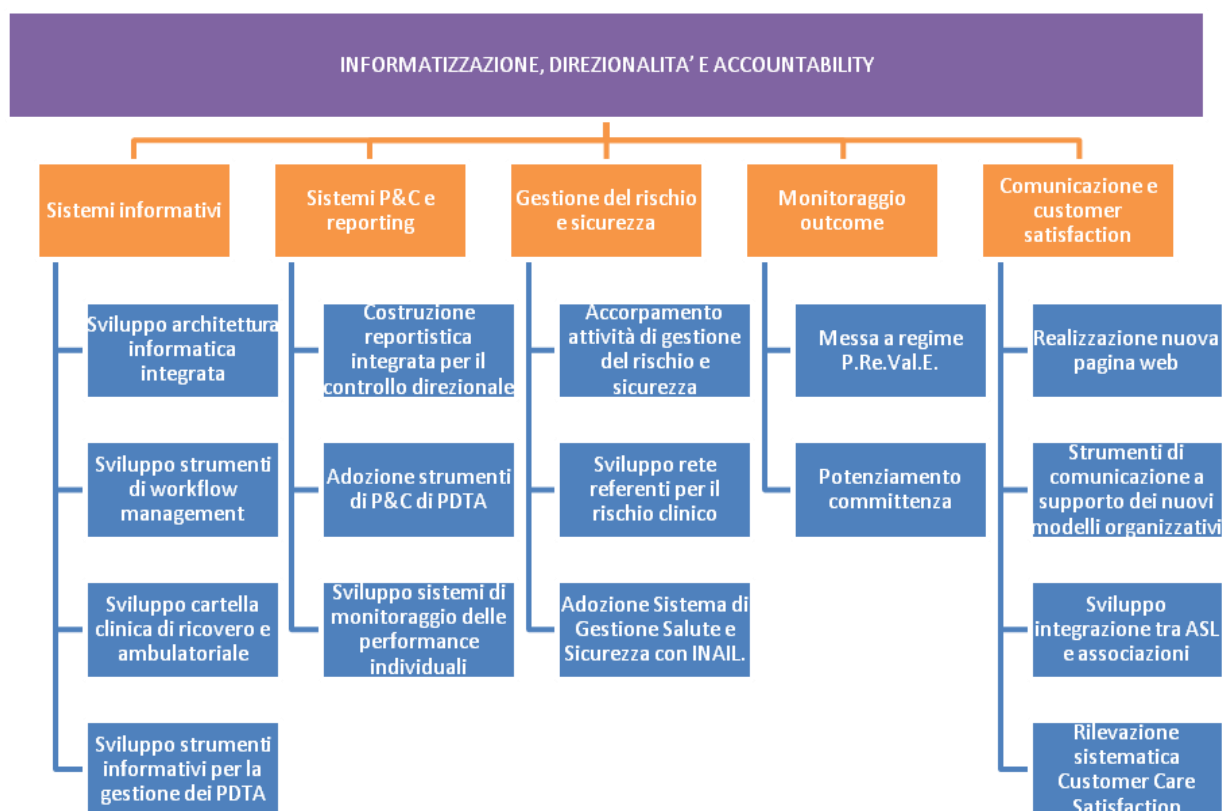 INFORMATIZZAZIONE, DIREZIONALITA’ E ACCOUNTABILITY
Sistemi informativi
Sistemi P&C e
reporting
Gestione del rischio
e sicurezza
Monitoraggio
outcome
Comunicazione e
customer
satisfaction
Sviluppo architettura
informatica
integrata
Sviluppo strumenti
di workflow
management
Sviluppo cartella
clinica di ricovero e
ambulatoriale
Sviluppo strumenti
informativi per la
gestione dei PDTA
Costruzione
reportistica
integrata per il
controllo direzionale
Adozione strumenti
di P&C di PDTA
Sviluppo sistemi di
monitoraggio delle
performance
individuali
Accorpamento
attività di gestione
del rischio e
sicurezza
Sviluppo rete
referenti per il
rischio clinico
Adozione Sistema di
Gestione Salute e
Sicurezza con INAIL.
Messa a regime
P.Re.Val.E.
Potenziamento
committenza
Realizzazione nuova
pagina web
Strumenti di
comunicazione a
supporto dei nuovi
modelli organizzativi
Sviluppo
integrazione tra ASL
e associazioni
Rilevazione
sistematica
Customer Care
Satisfaction